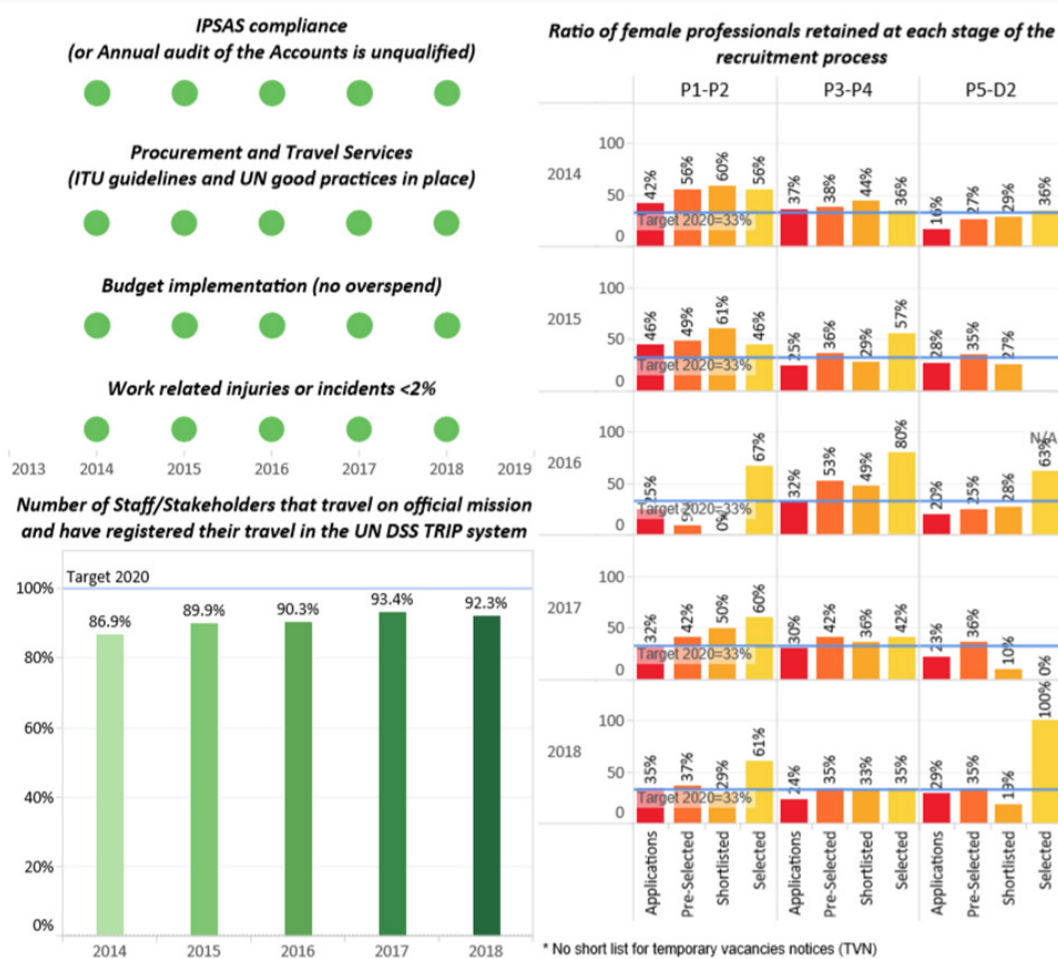 IPSAS compliance
(or Annual audit of the Accounts is unqualified)
Procurement and Travel Services
(ITU guidelines and UN good practices in place)
Budget implementation (no overspend)
Work related injuries or incidents <2%
2013 2014 2015 2016 2017 2018 2019
Number of Staff/Stakeholders that travel on official mission
and have registered their travel in the UN DSS TRIP system
Target 2020
100%
80%
60%
40%
20%
0%
86.9% 89.9% 90.3% 93.4% 92.3%
2014 2015 2016 2017 2018
Ratio of female professionals retained at each stage of the
recruitment process
P1-P2 P3-P4 P5-D2
2014
100
50
0
42% 56% 60% 56% 37% 38% 44% 36% 16% 27% 29% 36%
Target 2020=33%
2015
100
50
0
46% 49% 61% 46% 25% 36% 29% 57% 28% 35% 27%
Target 2020=33%
N/A
2016
100
50
0
25% 0% 67% 32% 53% 49% 80% 20% 25% 28% 63%
Target 2020=33%
2017
100
50
0
32% 42% 50% 60% 30% 42% 36% 42% 23% 36% 10% 0%
Target 2020=33%
2018
100
50
0
35% 37% 29% 61% 24% 35% 33% 35% 29% 35% 19% 100%
Target 2020=33%
Applications Pre-Selected Shortlisted Selected Applications Pre-Selected Shortlisted Selected Applications Pre-Selected Shortlisted Selected
* No short list for temporary vacancies notices (TVN)